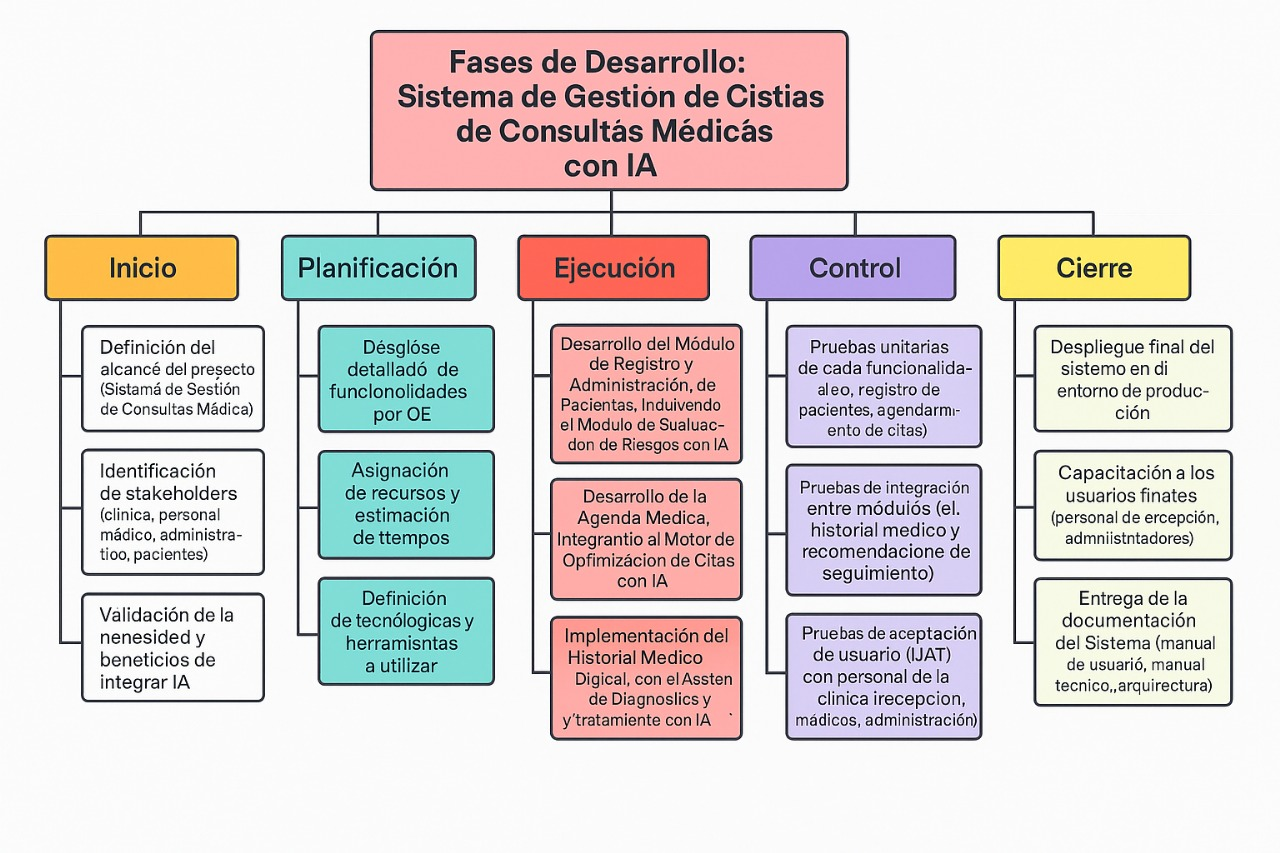 Fases de Desarrollo:
Sistema de Gestión de Cistias
de Consultás Médicás
con IA
Inicio
Definición del
alcancé del preșecto
(Sistamá de Sestión
de Consultas Mádica)
Identificación
de stakeholders
(clinica, personal
mádico, administra-
tioo, pacientes)
Validación de la
nenesided y
beneticios de
integrar IA
Planificación
Désglóse
detalladó de
funclonolidades
por OE
Asignación
de recursos y
estimación
de ttempos
Definición
de tecnólogicas y
herramisntas
a utilizar
Ejecución
Desarrollo del Módulo
de Registro y
Administración, de
Pacientas, Induivendo
el Modulo de Sualuac-
don de Riesgos con IA
Desarrollo de la
Agenda Medica,
Integrantio al Motor de
Opfimizácion de Citas
con IA
Implementación del
Historial Medico
Digical, con el Assten
de Diagnoslics y
y'tratamiente con IA
Control
Pruebas unitarias
de cada funcionalida-
aleo, registro de
pacientes, agendarmı-
ento de citas)
Pruebas de integración
entre módulós (el.
historial medico y
recomendacione de
seguimiento)
Pruebas de aceptación
de usuario (IJAT)
con personal de la
clinica irecepcion,
mádicos, administración)
Cierre
Despliegue final del
sistemo en di
entorno de produc-
ción
Capacitación a los
usuarios finates
(personal de ercepción,
admniistntadores)
Entrega de la
documentación
del Sistema (manual
de usuarió, manual
tecnico,,arquirectura)